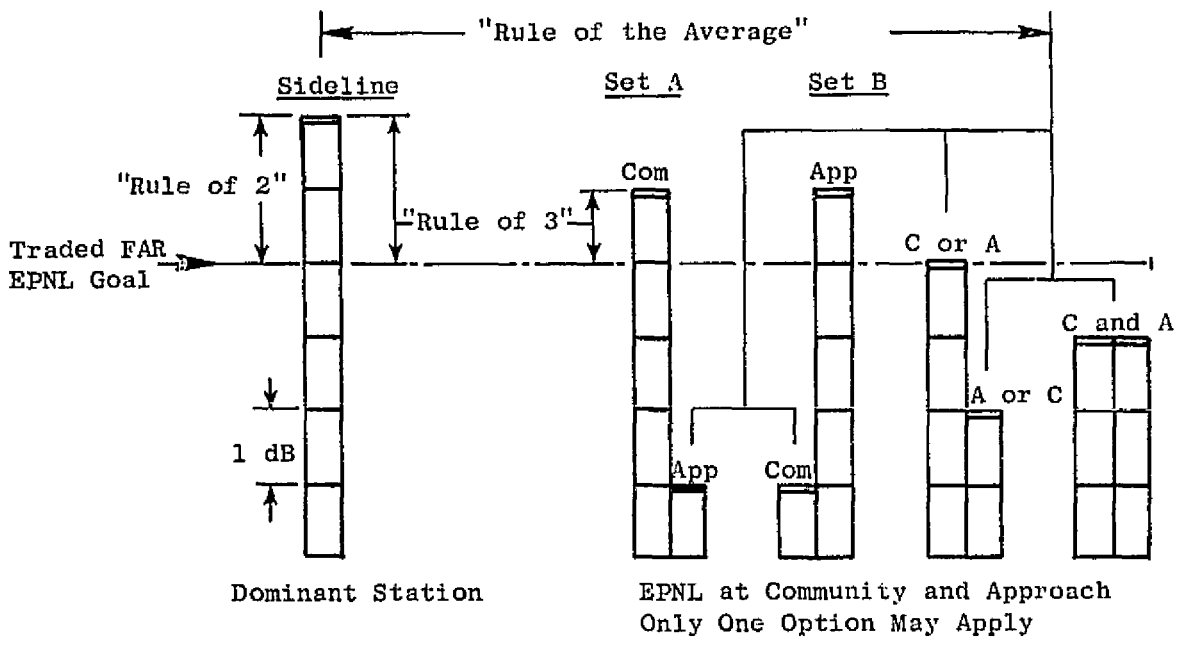 "Rule of the Average"
Sideline
Set A
Set B
"Rule of 2"
Com
App
"Rule of 3"
Traded FAR
EPNL Goal
C or A
C and A
A or C
1 dB
App
Com
Dominant Station
EPNL at Community and Approach
Only One Option May Apply